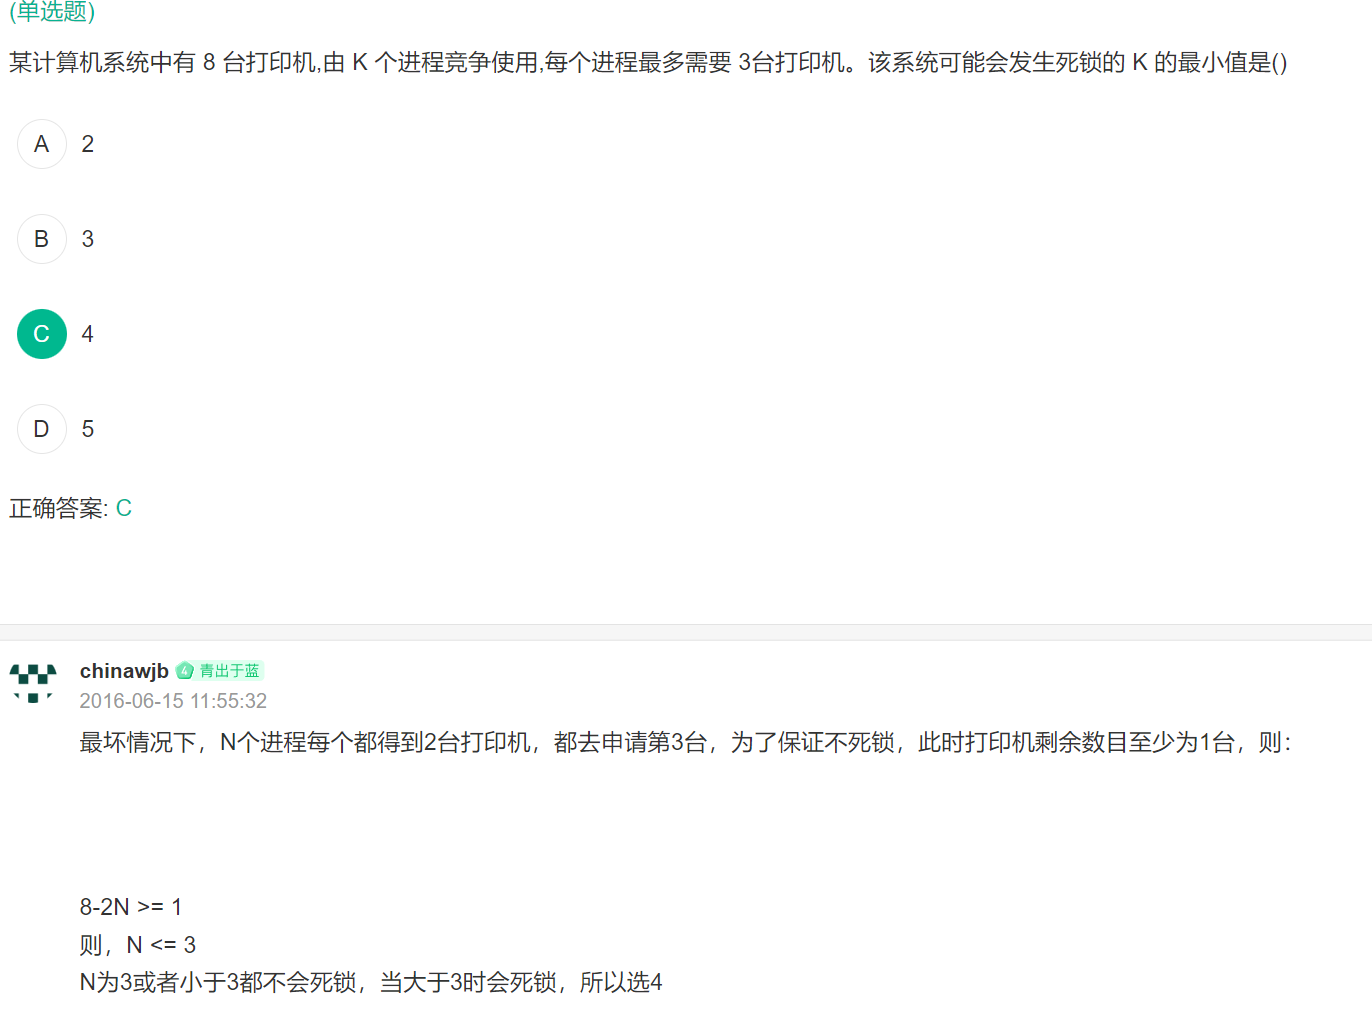 (单选题)
某计算机系统中有 8 台打印机,由 K 个进程竞争使用,每个进程最多需要 3台打印机。该系统可能会发生死锁的 K 的最小值是()
A 2
B 3
C 4
D 5
正确答案: C
chinawjb 4 青出于蓝
2016-06-15 11:55:32
最坏情况下，N个进程每个都得到2台打印机，都去申请第3台，为了保证不死锁，此时打印机剩余数目至少为1台，则：
8-2N >= 1
则，N <= 3
N为3或者小于3都不会死锁，当大于3时会死锁，所以选4